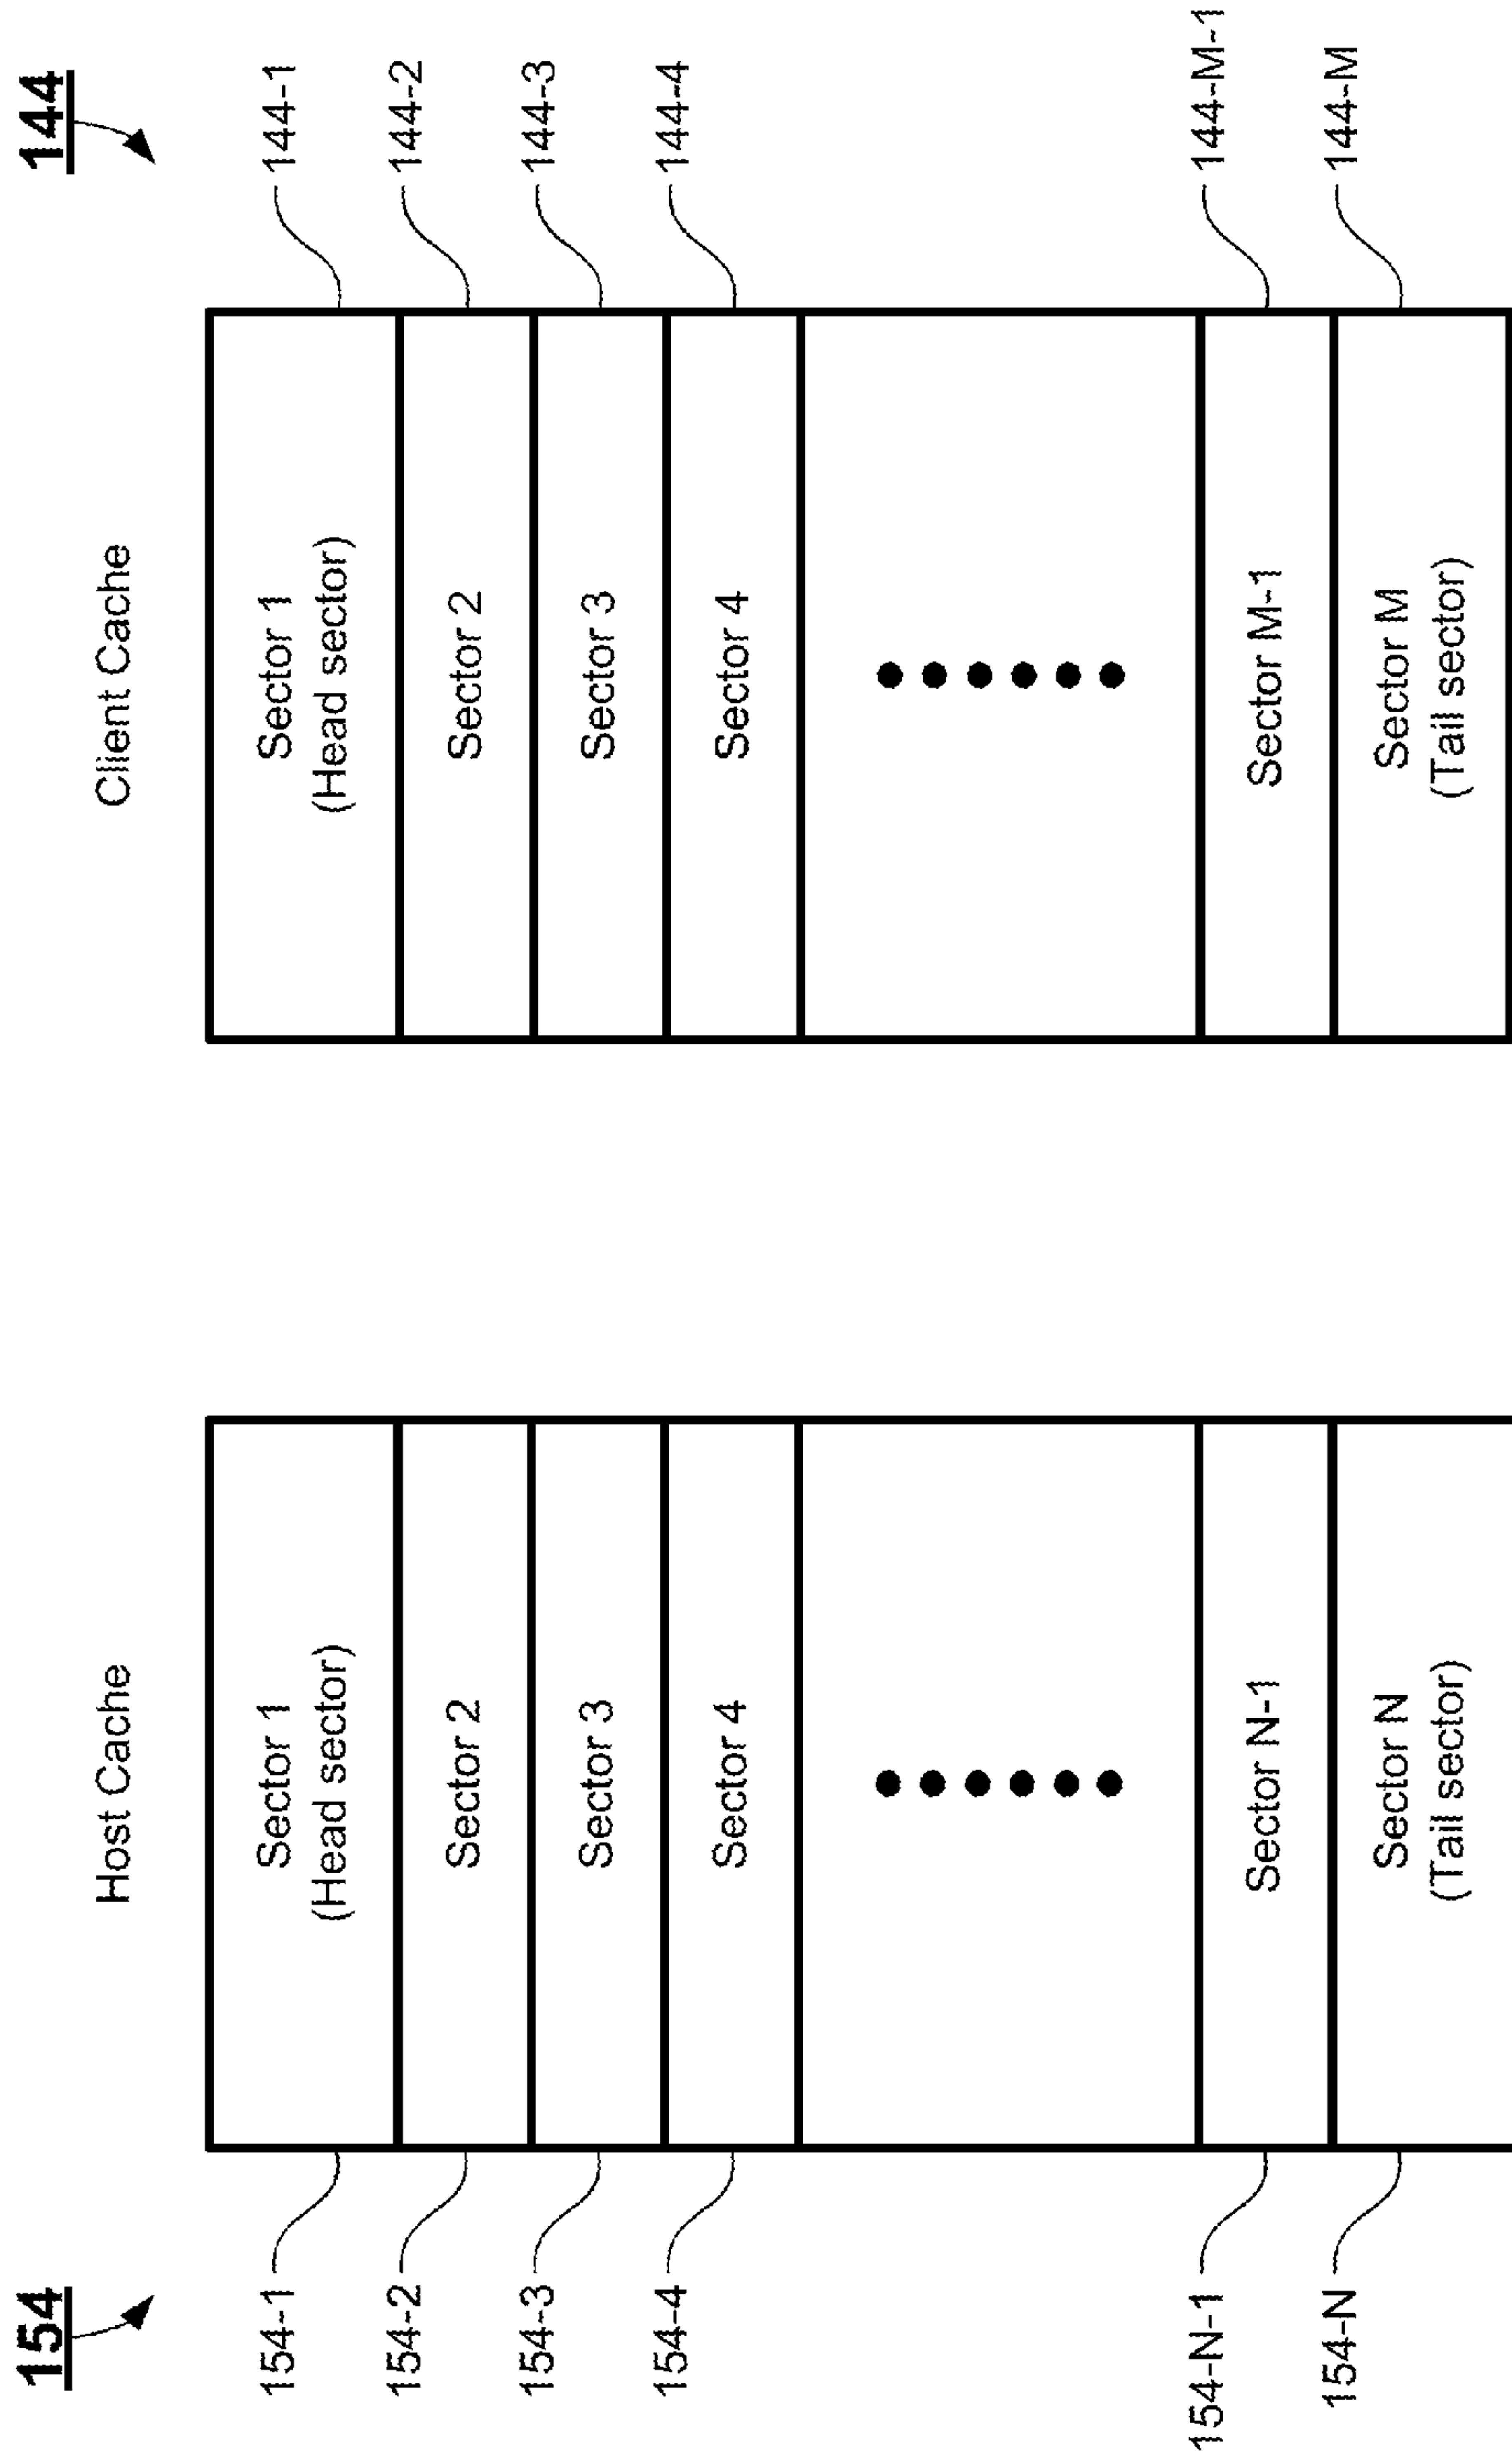 154
Host Cache
154-1
Sector 1
(Head sector)
154-2
Sector 2
154-3
Sector 3
154-4
Sector 4
154-N-1
Sector N-1
154-N
Sector N
(Tail sector)
144
Client Cache
Sector 1
(Head sector)
144-1
Sector 2
144-2
Sector 3
144-3
Sector 4
144-4
Sector M-1
144-M-1
Sector M
(Tail sector)
144-M